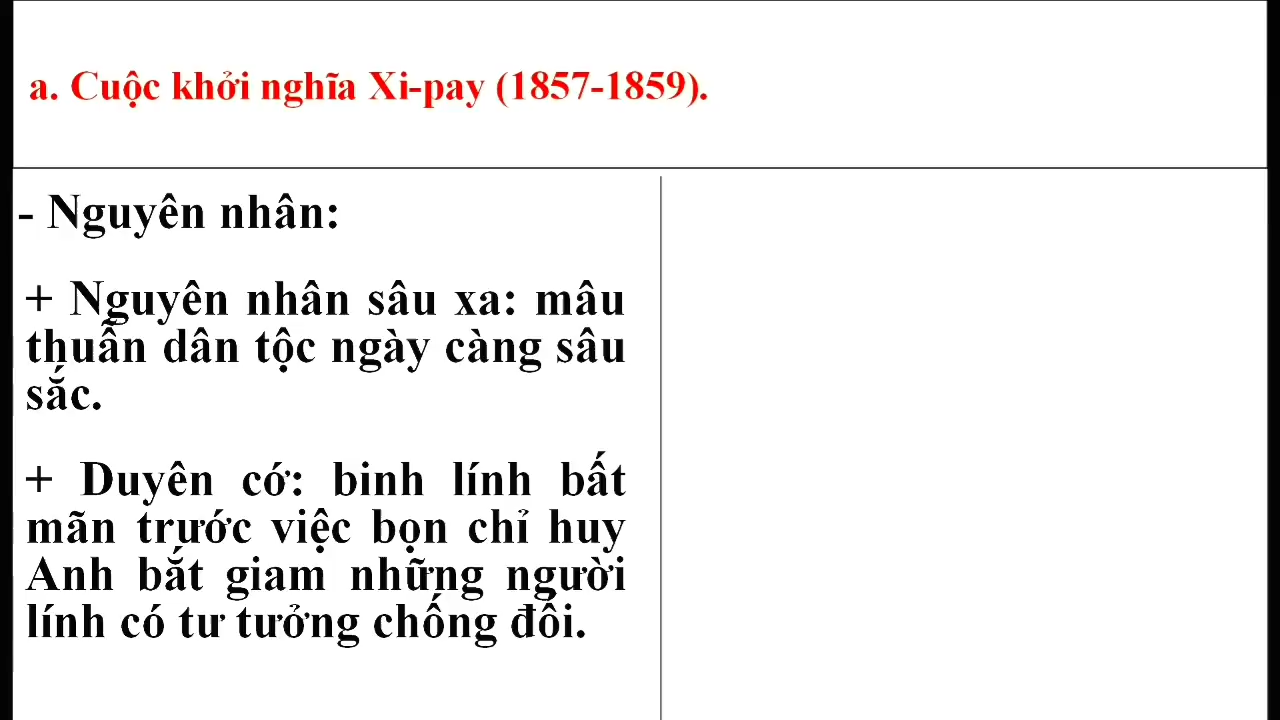 a. Cuộc khởi nghĩa Xi-pay (1857-1859).
- Nguyên nhân:
+ Nguyên nhân sâu xa: mâu
thuẫn dân tộc ngày càng sâu
sắc.
+ Duyên cớ: binh lính bất
mãn trước việc bọn chỉ huy
Anh bắt giam những người
lính có tư tưởng chống đối.